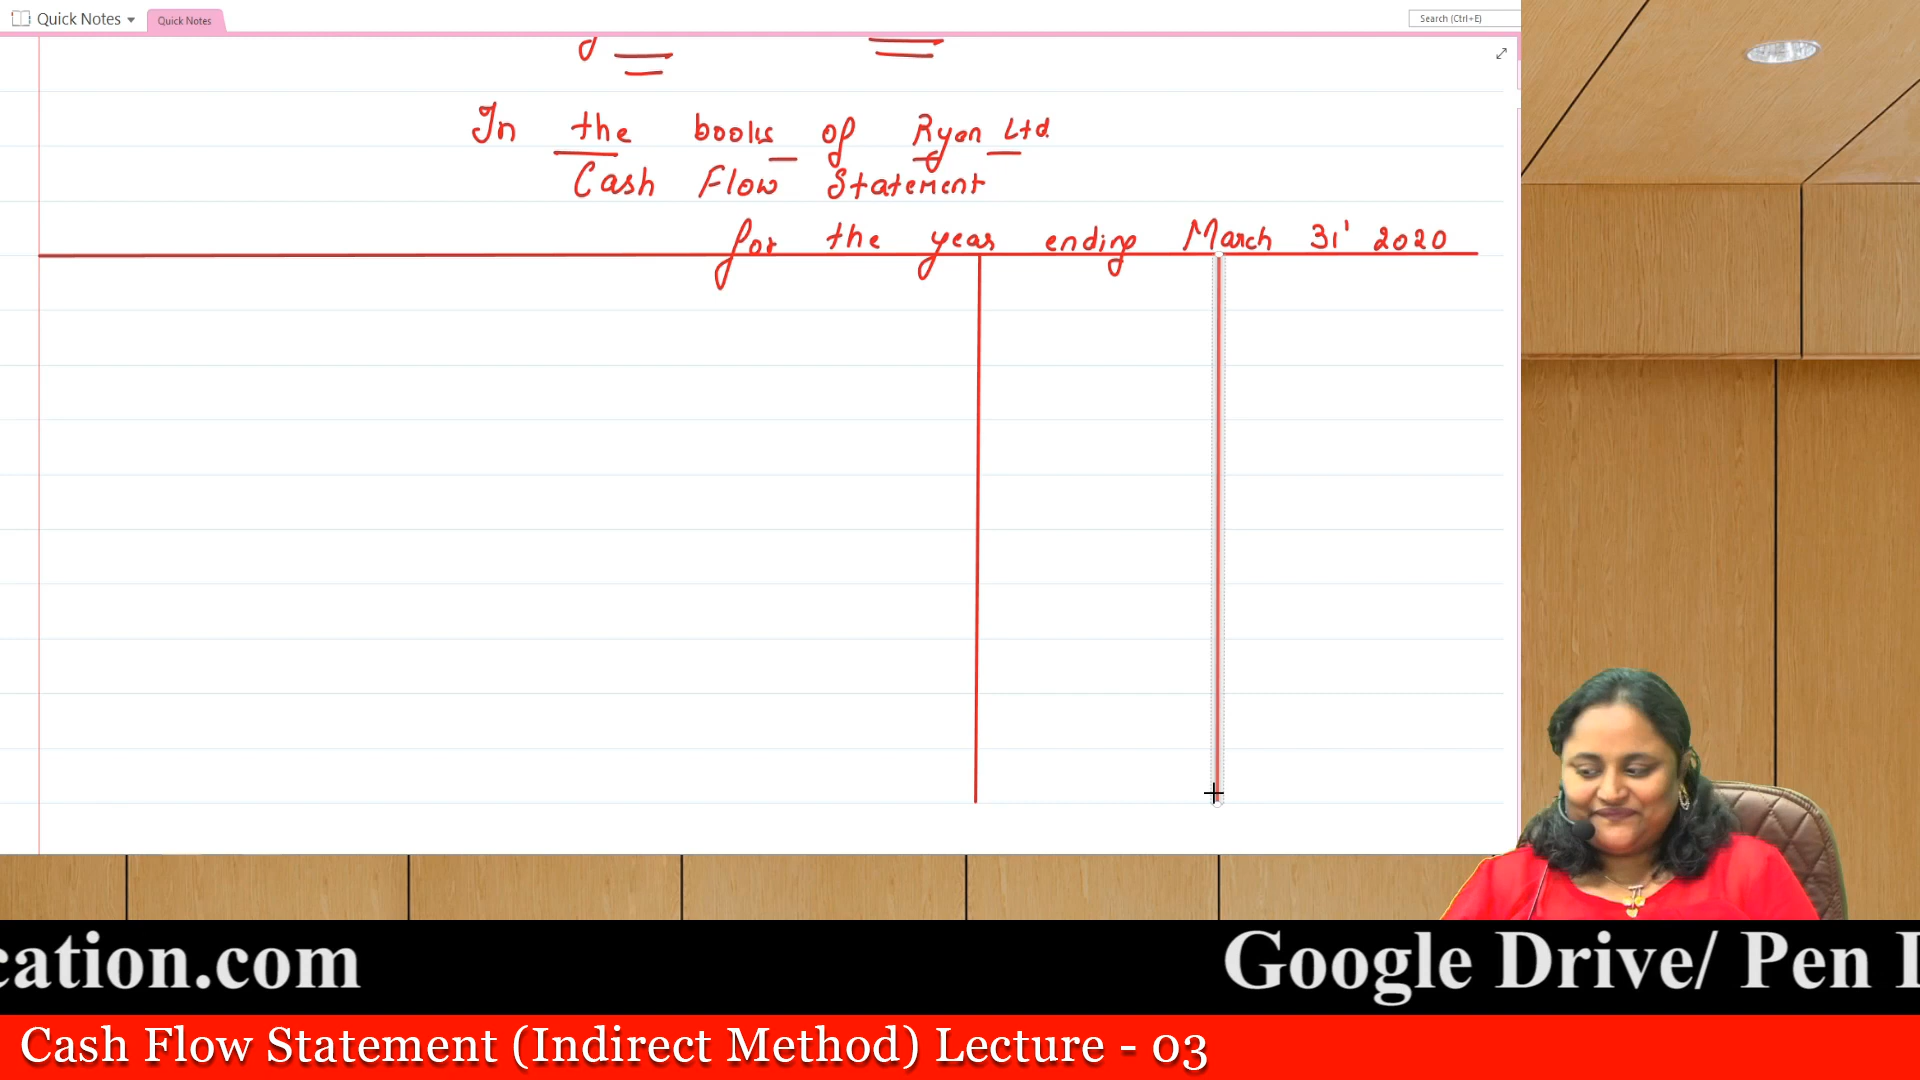 Quick Notes
Quick Notes
Search (Ctrl+E)
In the books of Ryan Ltd.
Cash Flow Statement
for the year ending March 31' 2020
cation.com Google Drive/ Pen
Cash Flow Statement (Indirect Method) Lecture - 03